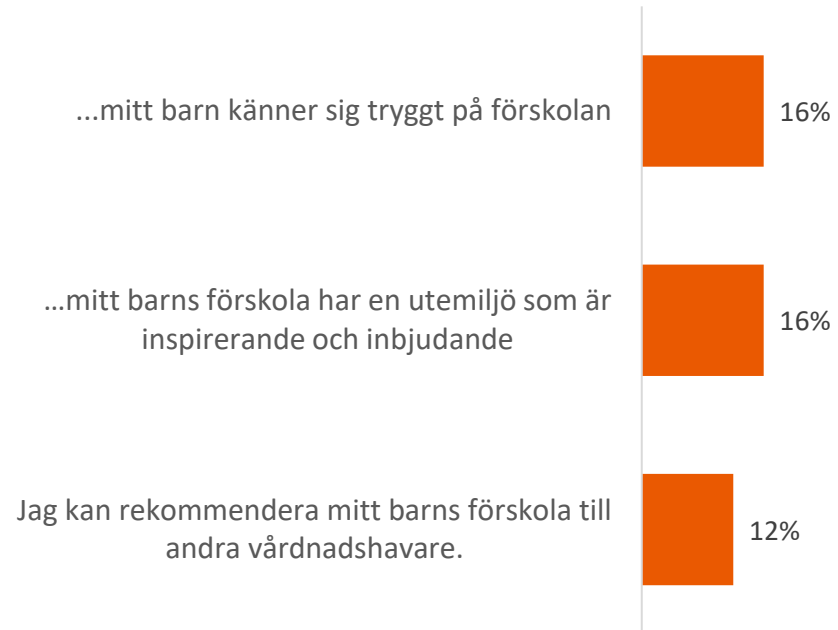 ...mitt barn känner sig tryggt på förskolan
16%
...mitt barns förskola har en utemiljö som är
inspirerande och inbjudande
16%
Jag kan rekommendera mitt barns förskola till
andra vårdnadshavare.
12%